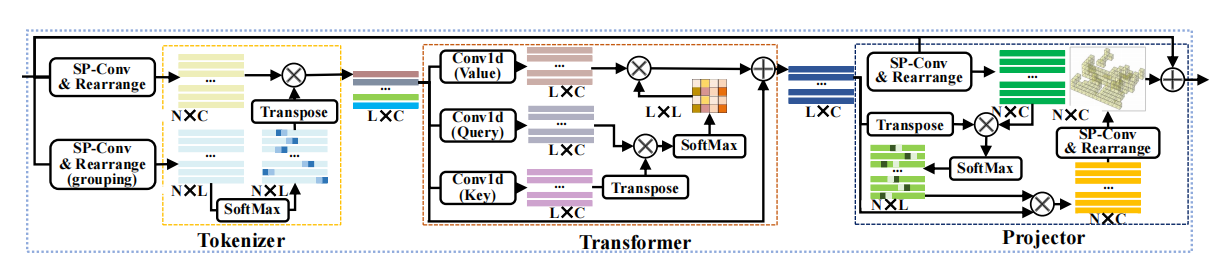 SP-Conv
& Rearrange
...
N×C
SP-Conv
& Rearrange
(grouping)
...
N×L
SoftMax
Transpose
...
N×L
Tokenizer
...
L×C
Conv1d
(Value)
...
L×C
Conv1d
(Query)
...
L×C
Conv1d
(Key)
...
L×C
Transpose
SoftMax
L×L
Transformer
...
L×C
SP-Conv
& Rearrange
...
N×C
N×C
Transpose
SoftMax
...
N×L
SP-Conv
& Rearrange
...
N×C
Projector